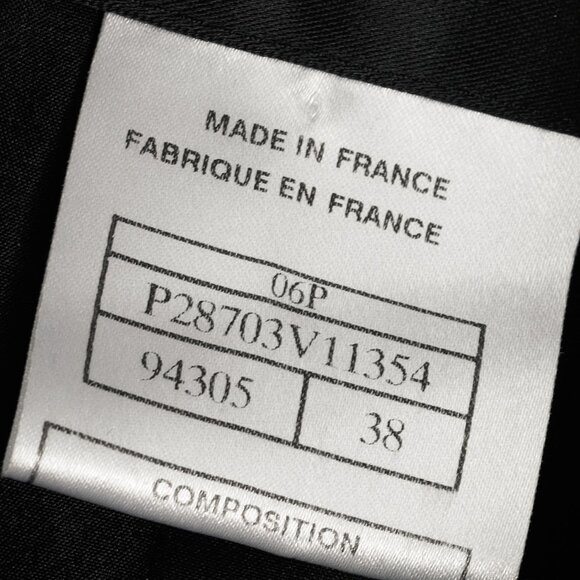 MADE IN FRANCE
FABRIQUE EN FRANCE
06P
P28703V11354
94305 38
COMPOSITION